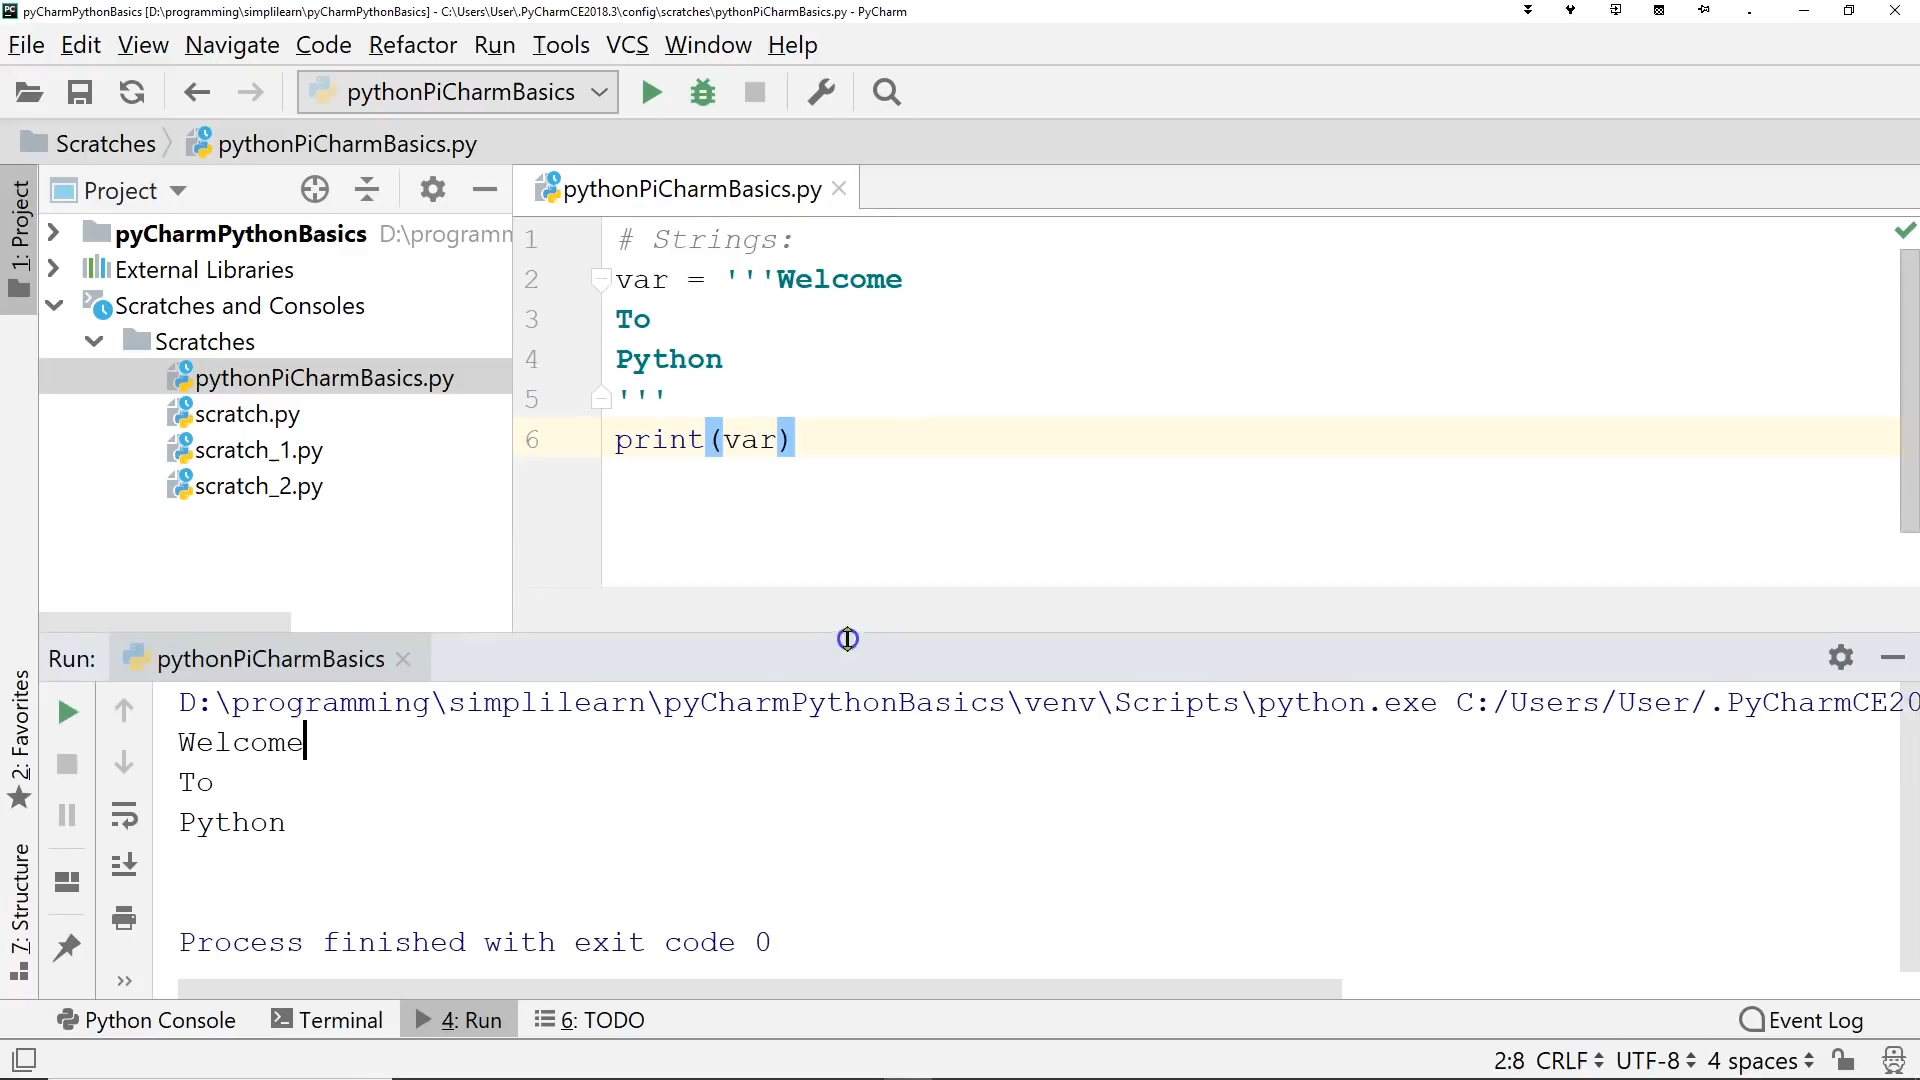 pyCharmPythonBasics [D:\programming\simplilearn\pyCharmPythonBasics] - C:\Users\User\.PyCharmCE2018.3\config\scratches\pythonPiCharmBasics.py - PyCharm
File Edit View Navigate Code Refactor Run Tools VCS Window Help
pythonPiCharmBasics
Scratches pythonPiCharmBasics.py
1: Project
Project
pyCharmPythonBasics D:\programm
External Libraries
Scratches and Consoles
Scratches
pythonPiCharmBasics.py
scratch.py
scratch_1.py
scratch_2.py
pythonPiCharmBasics.py
1 # Strings:
2 var = '''Welcome
3 To
4 Python
5 '''
6 print(var)
2: Favorites
7: Structure
Run: pythonPiCharmBasics
D:\programming\simplilearn\pyCharmPythonBasics\venv\Scripts\python.exe C:/Users/User/.PyCharmCE20
Welcome
To
Python
Process finished with exit code 0
Python Console Terminal 4: Run 6: TODO Event Log
2:8 CRLF UTF-8 4 spaces